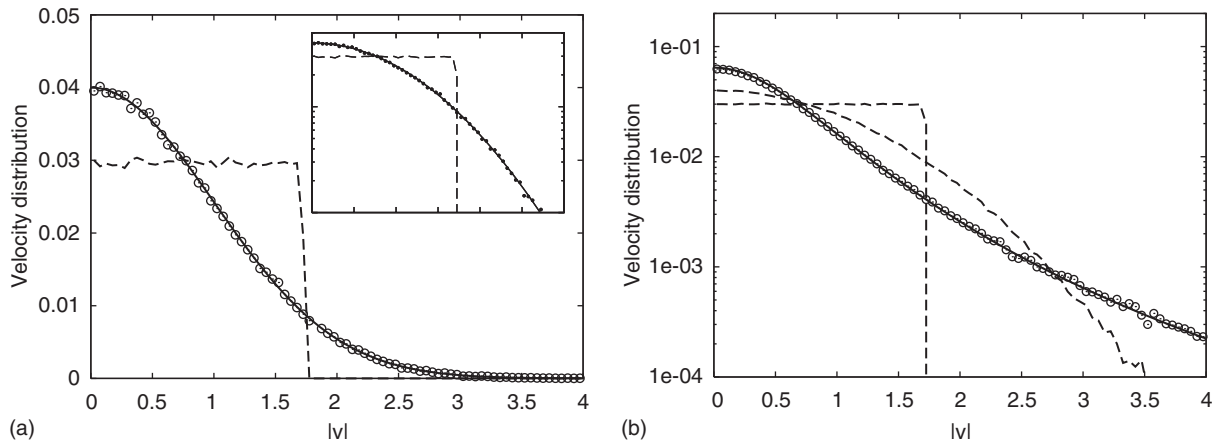 0.05
0.04
0.03
0.02
0.01
0
Velocity distribution
0 0.5 1 1.5 2 2.5 3 3.5 4
(a) |v|
1e-01
1e-02
1e-03
1e-04
Velocity distribution
0 0.5 1 1.5 2 2.5 3 3.5 4
(b) |v|